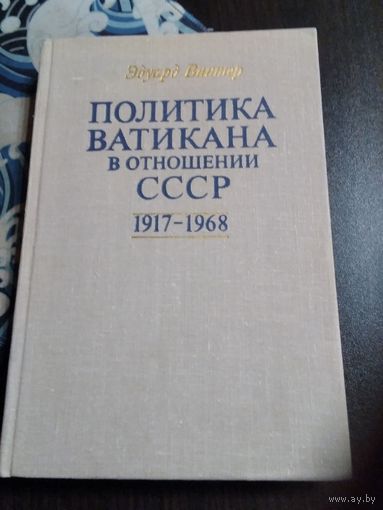 Эдуард Винтер
ПОЛИТИКА
ВАТИКАНА
В ОТНОШЕНИИ
СССР
1917–1968
www.ay.by